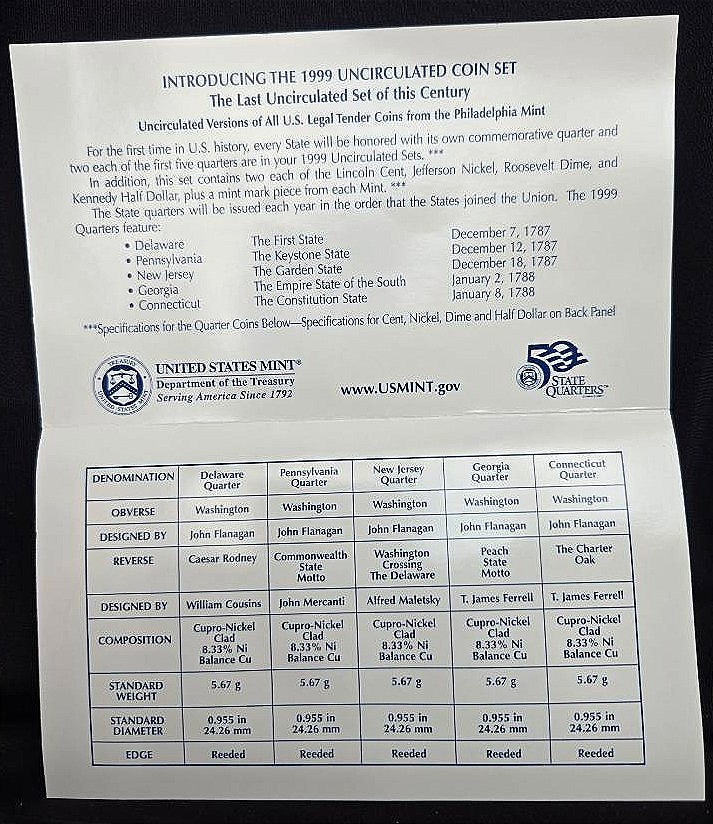 INTRODUCING THE 1999 UNCIRCULATED COIN SET
The Last Uncirculated Set of this Century
Uncirculated Versions of All U.S. Legal Tender Coins from the Philadelphia Mint
For the first time in U.S. history, every State will be honored with its own commemorative quarter and
two each of the first five quarters are in your 1999 Uncirculated Sets. ***
In addition, this set contains two each of the Lincoln Cent, Jefferson Nickel, Roosevelt Dime, and
Kennedy Half Dollar, plus a mint mark piece from each Mint. ***
The State quarters will be issued each year in the order that the States joined the Union. The 1999
Quarters feature:
• Delaware The First State December 7, 1787
• Pennsylvania The Keystone State December 12, 1787
• New Jersey The Garden State December 18, 1787
• Georgia The Empire State of the South January 2, 1788
• Connecticut The Constitution State January 8, 1788
***Specifications for the Quarter Coins Below—Specifications for Cent, Nickel, Dime and Half Dollar on Back Panel
TREASURY
UNITED STATES MINT
UNITED STATES MINT®
Department of the Treasury
Serving America Since 1792
www.USMINT.gov
50
STATE
QUARTERS™
DENOMINATION Delaware Quarter Pennsylvania Quarter New Jersey Quarter Georgia Quarter Connecticut Quarter
OBVERSE Washington Washington Washington Washington Washington
DESIGNED BY John Flanagan John Flanagan John Flanagan John Flanagan John Flanagan
REVERSE Caesar Rodney Commonwealth State Motto Washington Crossing The Delaware Peach State Motto The Charter Oak
DESIGNED BY William Cousins John Mercanti Alfred Maletsky T. James Ferrell T. James Ferrell
COMPOSITION Cupro-Nickel Clad 8.33% Ni Balance Cu Cupro-Nickel Clad 8.33% Ni Balance Cu Cupro-Nickel Clad 8.33% Ni Balance Cu Cupro-Nickel Clad 8.33% Ni Balance Cu Cupro-Nickel Clad 8.33% Ni Balance Cu
STANDARD WEIGHT 5.67 g 5.67 g 5.67 g 5.67 g 5.67 g
STANDARD DIAMETER 0.955 in 24.26 mm 0.955 in 24.26 mm 0.955 in 24.26 mm 0.955 in 24.26 mm 0.955 in 24.26 mm
EDGE Reeded Reeded Reeded Reeded Reeded